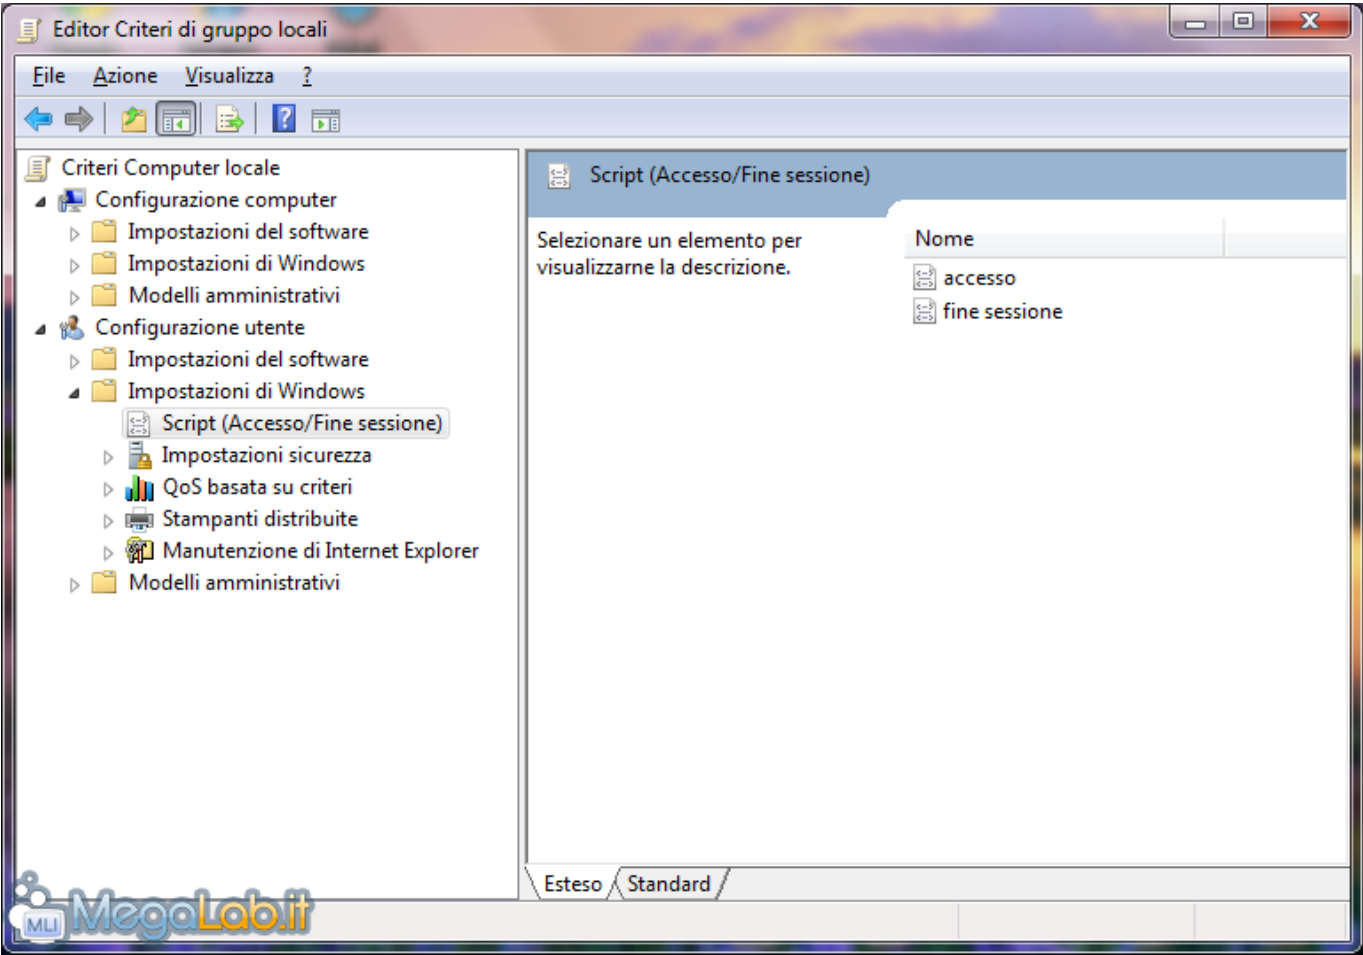 Editor Criteri di gruppo locali
File Azione Visualizza ?
Criteri Computer locale
Configurazione computer
Impostazioni del software
Impostazioni di Windows
Modelli amministrativi
Configurazione utente
Impostazioni del software
Impostazioni di Windows
Script (Accesso/Fine sessione)
Impostazioni sicurezza
QoS basata su criteri
Stampanti distribuite
Manutenzione di Internet Explorer
Modelli amministrativi
Script (Accesso/Fine sessione)
Selezionare un elemento per
visualizzarne la descrizione.
Nome
accesso
fine sessione
Esteso Standard
MLI MegaLab.it